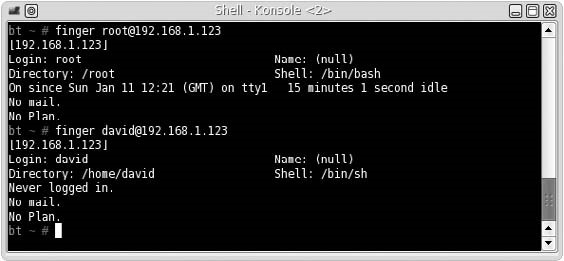 Shell - Konsole <2>
bt ~ # finger root@192.168.1.123
[192.168.1.123]
Login: root Name: (null)
Directory: /root Shell: /bin/bash
On since Sun Jan 11 12:21 (GMT) on tty1 15 minutes 1 second idle
No mail.
No Plan.
bt ~ # finger david@192.168.1.123
[192.168.1.123]
Login: david Name: (null)
Directory: /home/david Shell: /bin/sh
Never logged in.
No mail.
No Plan.
bt ~ #